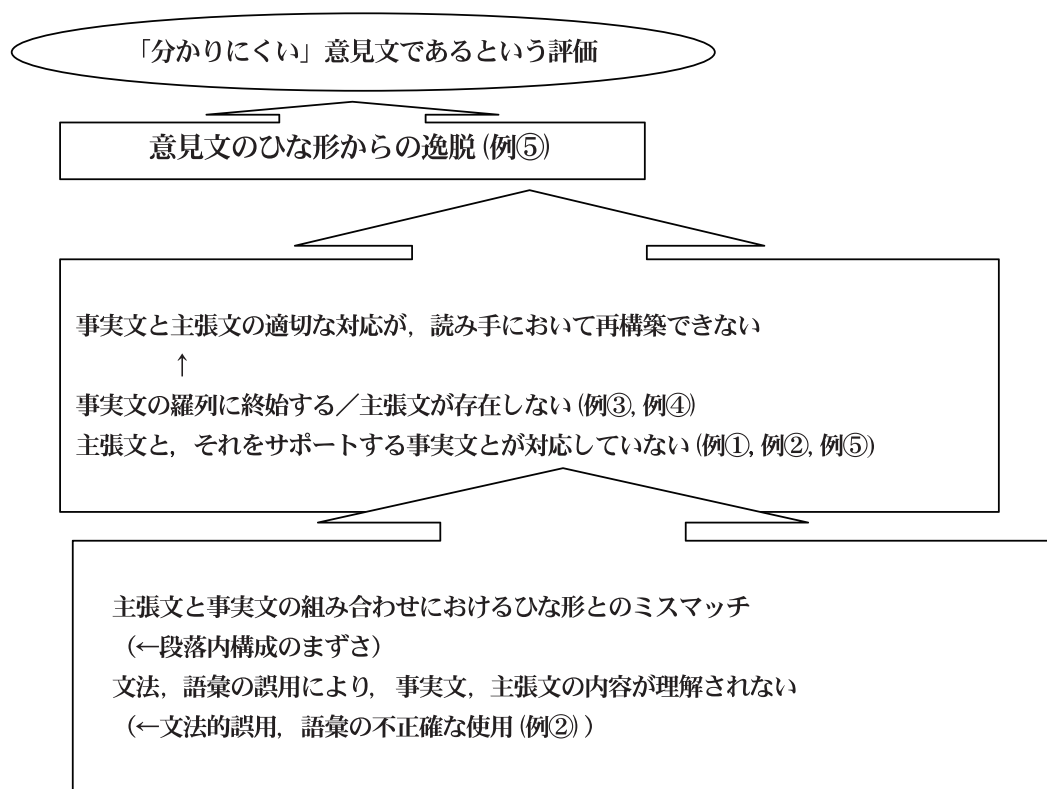 「分かりにくい」意見文であるという評価
意見文のひな形からの逸脱 (例⑤)
事実文と主張文の適切な対応が，読み手において再構築できない
↑
事実文の羅列に終始する／主張文が存在しない (例③, 例④)
主張文と，それをサポートする事実文とが対応していない (例①, 例②, 例⑤)
主張文と事実文の組み合わせにおけるひな形とのミスマッチ
（←段落内構成のまずさ）
文法，語彙の誤用により，事実文，主張文の内容が理解されない
（←文法的誤用，語彙の不正確な使用 (例②) ）